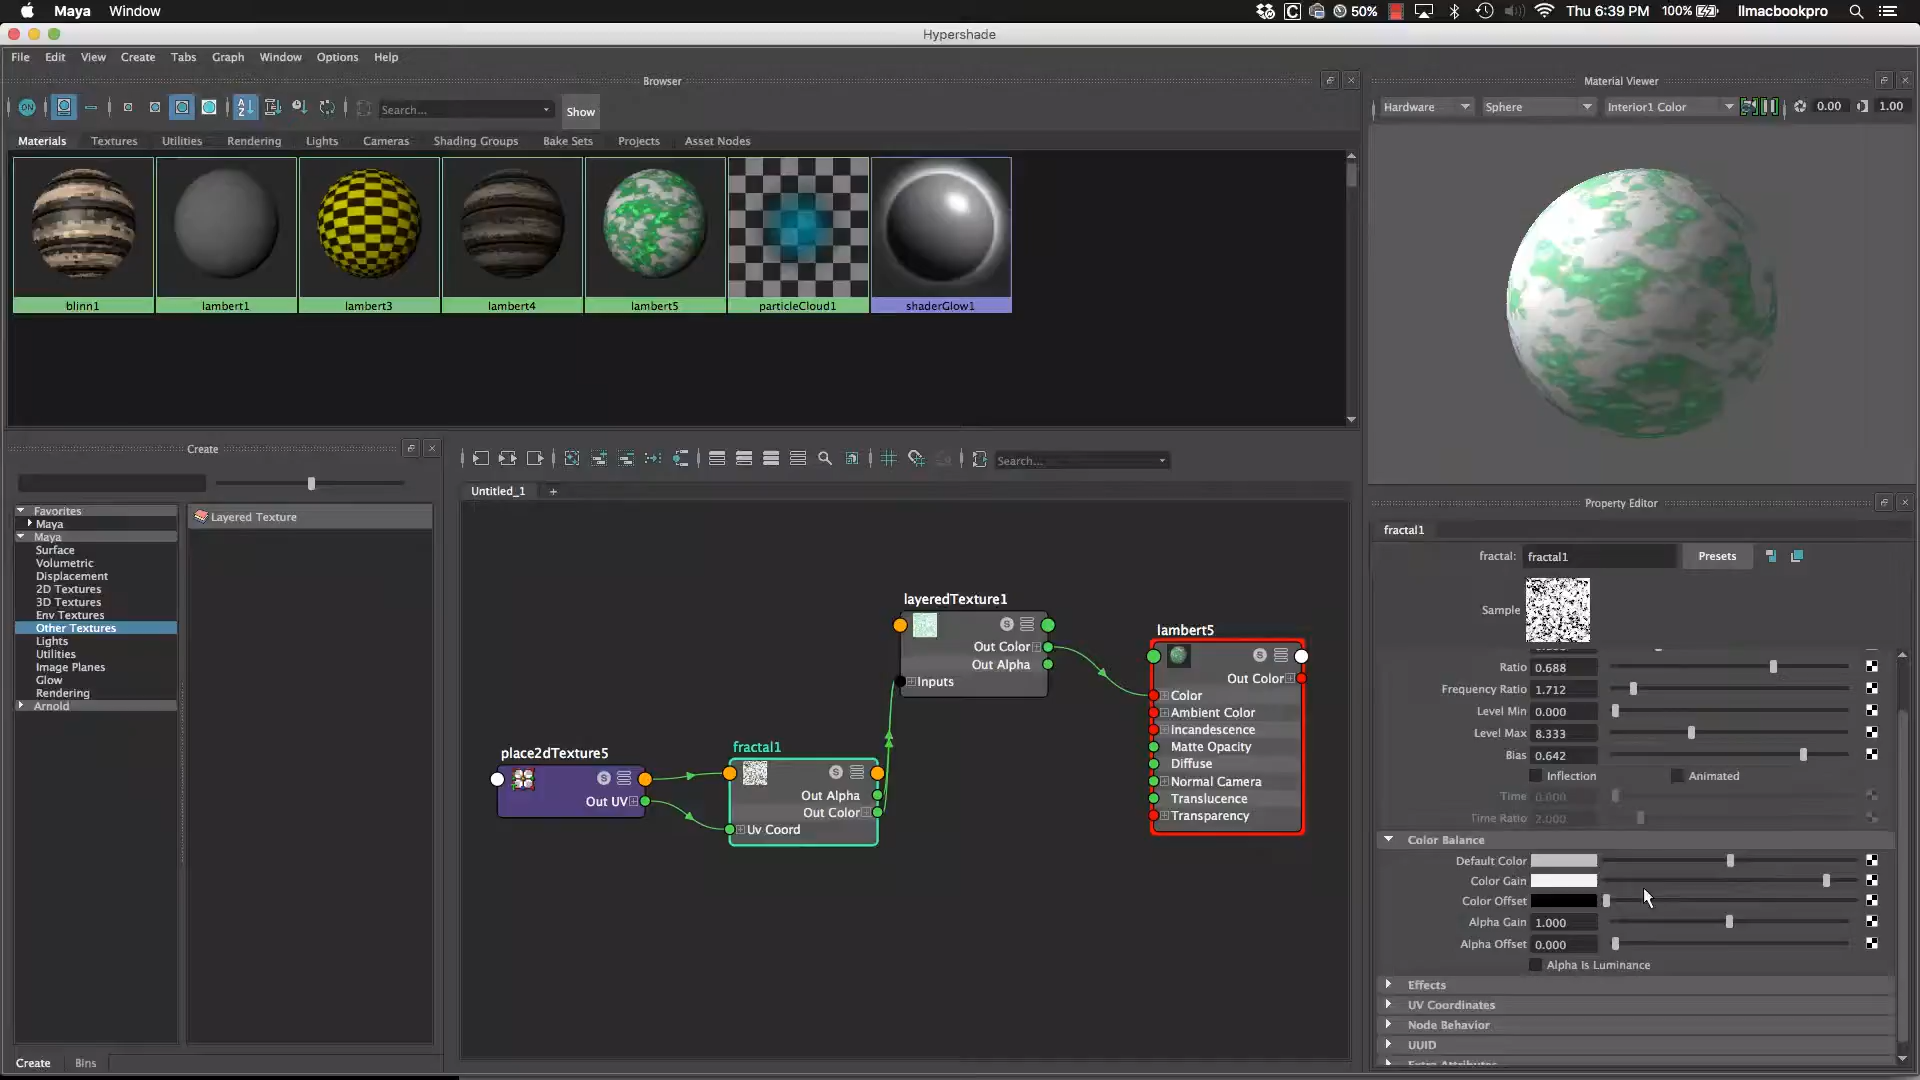 Maya Window 50% Thu 6:39 PM 100% llmacbookpro
Hypershade
File Edit View Create Tabs Graph Window Options Help
Browser
Material Viewer
Search... Show
Hardware Sphere Interior1 Color 0.00 1.00
Materials Textures Utilities Rendering Lights Cameras Shading Groups Bake Sets Projects Asset Nodes
blinn1 lambert1 lambert3 lambert4 lambert5 particleCloud1 shaderGlow1
Create
Favorites
Maya
Maya
Surface
Volumetric
Displacement
2D Textures
3D Textures
Env Textures
Other Textures
Lights
Utilities
Image Planes
Glow
Rendering
Arnold
Layered Texture
Create Bins
Search...
Untitled_1 +
layeredTexture1
S
Out Color
Out Alpha
Inputs
lambert5
S
Out Color
Color
Ambient Color
Incandescence
Matte Opacity
Diffuse
Normal Camera
Translucence
Transparency
place2dTexture5
S
Out UV
fractal1
S
Out Alpha
Out Color
Uv Coord
Property Editor
fractal1
fractal: fractal1 Presets
Sample
Ratio 0.688
Frequency Ratio 1.712
Level Min 0.000
Level Max 8.333
Bias 0.642
Inflection Animated
Time 0.000
Time Ratio 2.000
Color Balance
Default Color
Color Gain
Color Offset
Alpha Gain 1.000
Alpha Offset 0.000
Alpha Is Luminance
Effects
UV Coordinates
Node Behavior
UUID
Extra Attributes